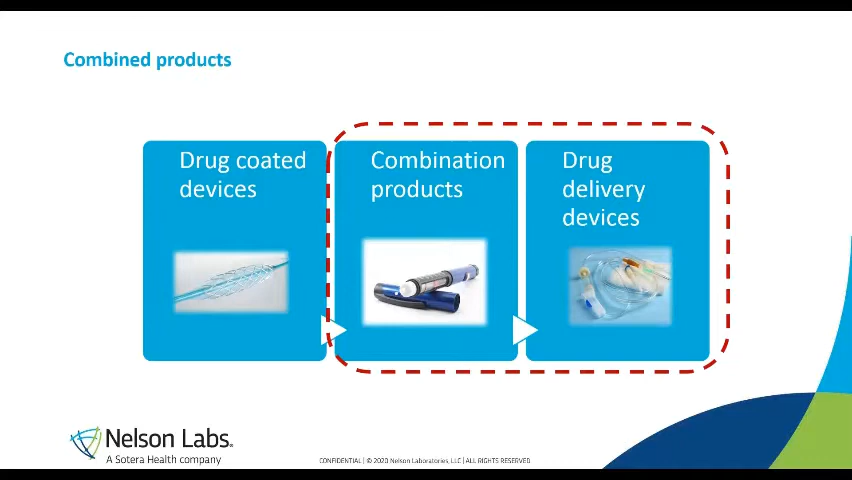 Combined products
Drug coated
devices
Combination
products
Drug
delivery
devices
Nelson Labs.
A Sotera Health company
CONFIDENTIAL | © 2020 Nelson Laboratories, LLC | ALL RIGHTS RESERVED